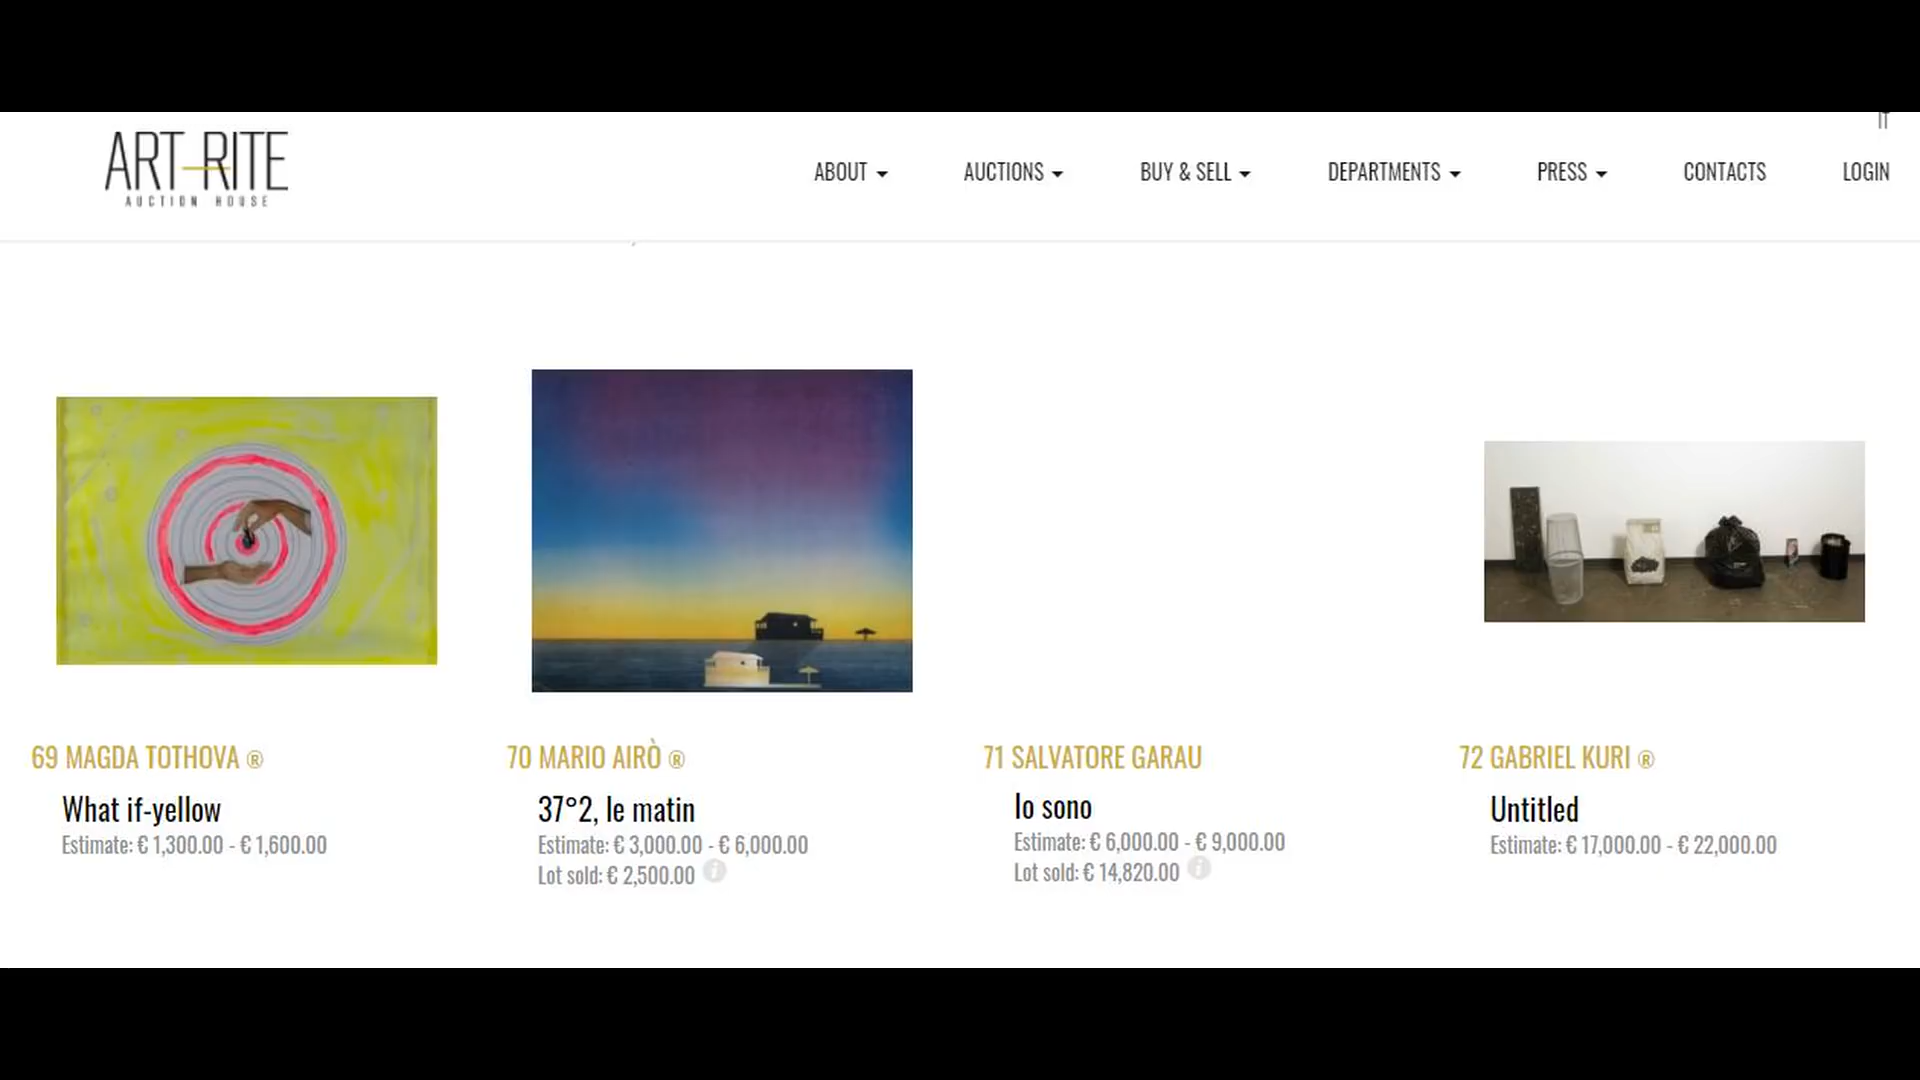 IT
ART-RITE
AUCTION HOUSE
ABOUT
AUCTIONS
BUY & SELL
DEPARTMENTS
PRESS
CONTACTS
LOGIN
69 MAGDA TOTHOVA ®
What if-yellow
Estimate: € 1,300.00 - € 1,600.00
70 MARIO AIRÒ ®
37°2, le matin
Estimate: € 3,000.00 - € 6,000.00
Lot sold: € 2,500.00 i
71 SALVATORE GARAU
Io sono
Estimate: € 6,000.00 - € 9,000.00
Lot sold: € 14,820.00 i
72 GABRIEL KURI ®
Untitled
Estimate: € 17,000.00 - € 22,000.00